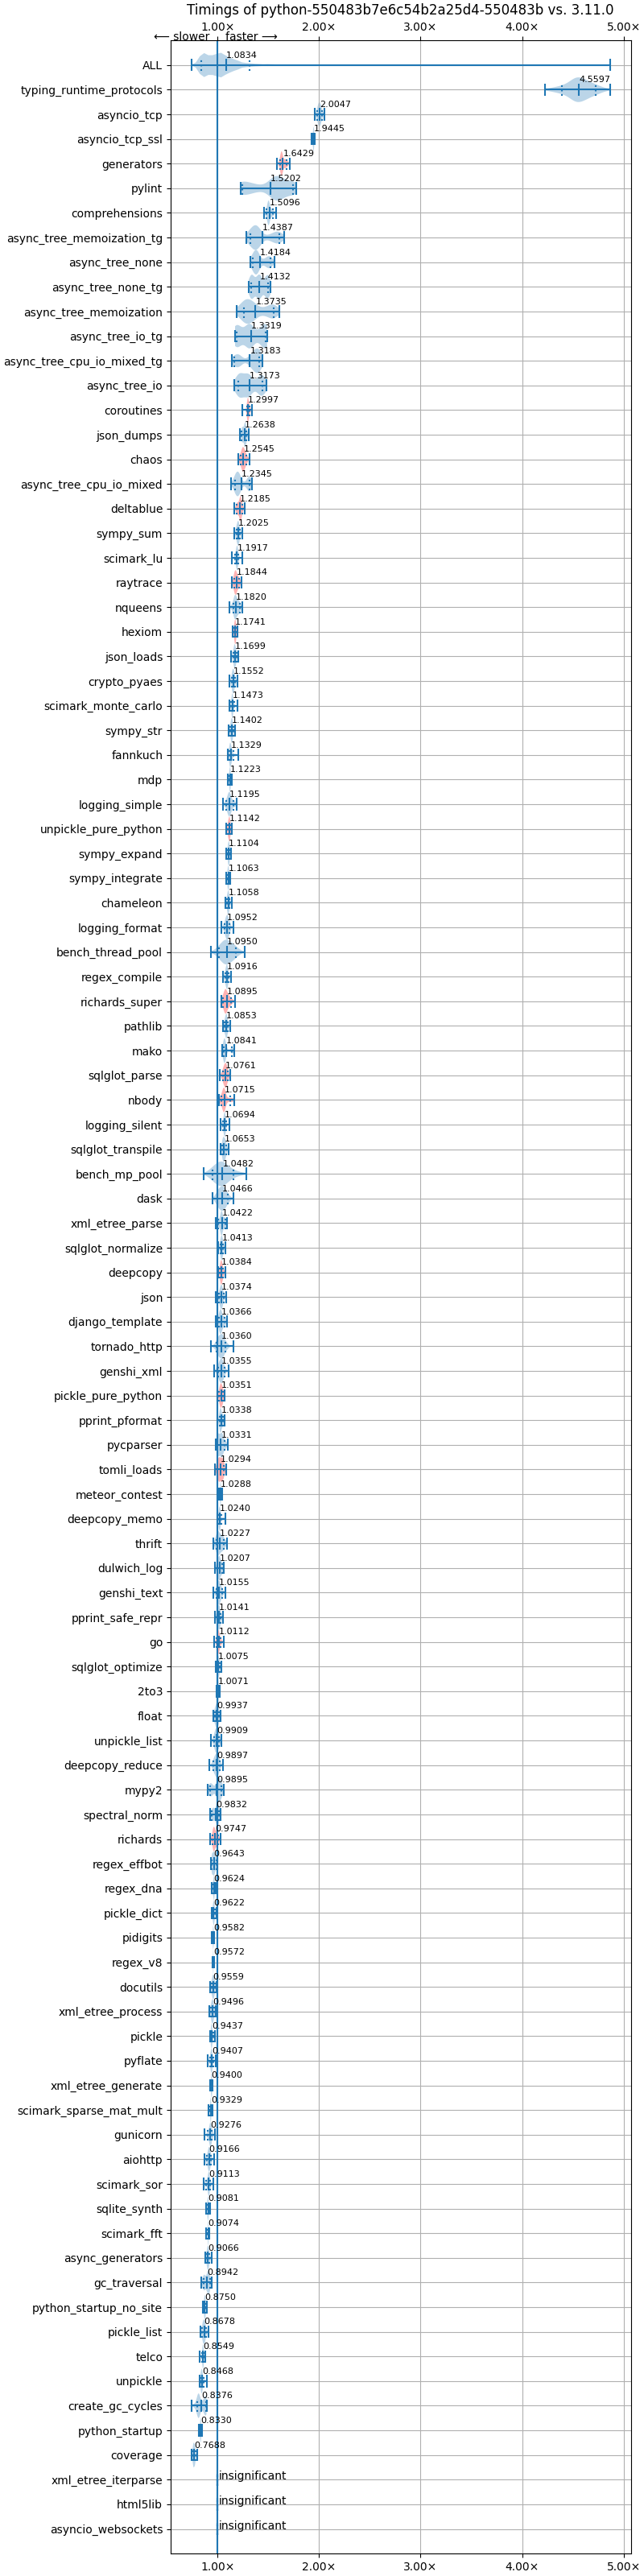 Timings of python-550483b7e6c54b2a25d4-550483b vs. 3.11.0
1.00× 2.00× 3.00× 4.00× 5.00×
⟵ slower faster ⟶
ALL 1.0834
typing_runtime_protocols 4.5597
asyncio_tcp 2.0047
asyncio_tcp_ssl 1.9445
generators 1.6429
pylint 1.5202
comprehensions 1.5096
async_tree_memoization_tg 1.4387
async_tree_none 1.4184
async_tree_none_tg 1.4132
async_tree_memoization 1.3735
async_tree_io_tg 1.3319
async_tree_cpu_io_mixed_tg 1.3183
async_tree_io 1.3173
coroutines 1.2997
json_dumps 1.2638
chaos 1.2545
async_tree_cpu_io_mixed 1.2345
deltablue 1.2185
sympy_sum 1.2025
scimark_lu 1.1917
raytrace 1.1844
nqueens 1.1820
hexiom 1.1741
json_loads 1.1699
crypto_pyaes 1.1552
scimark_monte_carlo 1.1473
sympy_str 1.1402
fannkuch 1.1329
mdp 1.1223
logging_simple 1.1195
unpickle_pure_python 1.1142
sympy_expand 1.1104
sympy_integrate 1.1063
chameleon 1.1058
logging_format 1.0952
bench_thread_pool 1.0950
regex_compile 1.0916
richards_super 1.0895
pathlib 1.0853
mako 1.0841
sqlglot_parse 1.0761
nbody 1.0715
logging_silent 1.0694
sqlglot_transpile 1.0653
bench_mp_pool 1.0482
dask 1.0466
xml_etree_parse 1.0422
sqlglot_normalize 1.0413
deepcopy 1.0384
json 1.0374
django_template 1.0366
tornado_http 1.0360
genshi_xml 1.0355
pickle_pure_python 1.0351
pprint_pformat 1.0338
pycparser 1.0331
tomli_loads 1.0294
meteor_contest 1.0288
deepcopy_memo 1.0240
thrift 1.0227
dulwich_log 1.0207
genshi_text 1.0155
pprint_safe_repr 1.0141
go 1.0112
sqlglot_optimize 1.0075
2to3 1.0071
float 0.9937
unpickle_list 0.9909
deepcopy_reduce 0.9897
mypy2 0.9895
spectral_norm 0.9832
richards 0.9747
regex_effbot 0.9643
regex_dna 0.9624
pickle_dict 0.9622
pidigits 0.9582
regex_v8 0.9572
docutils 0.9559
xml_etree_process 0.9496
pickle 0.9437
pyflate 0.9407
xml_etree_generate 0.9400
scimark_sparse_mat_mult 0.9329
gunicorn 0.9276
aiohttp 0.9166
scimark_sor 0.9113
sqlite_synth 0.9081
scimark_fft 0.9074
async_generators 0.9066
gc_traversal 0.8942
python_startup_no_site 0.8750
pickle_list 0.8678
telco 0.8549
unpickle 0.8468
create_gc_cycles 0.8376
python_startup 0.8330
coverage 0.7688
xml_etree_iterparse insignificant
html5lib insignificant
asyncio_websockets insignificant
1.00× 2.00× 3.00× 4.00× 5.00×